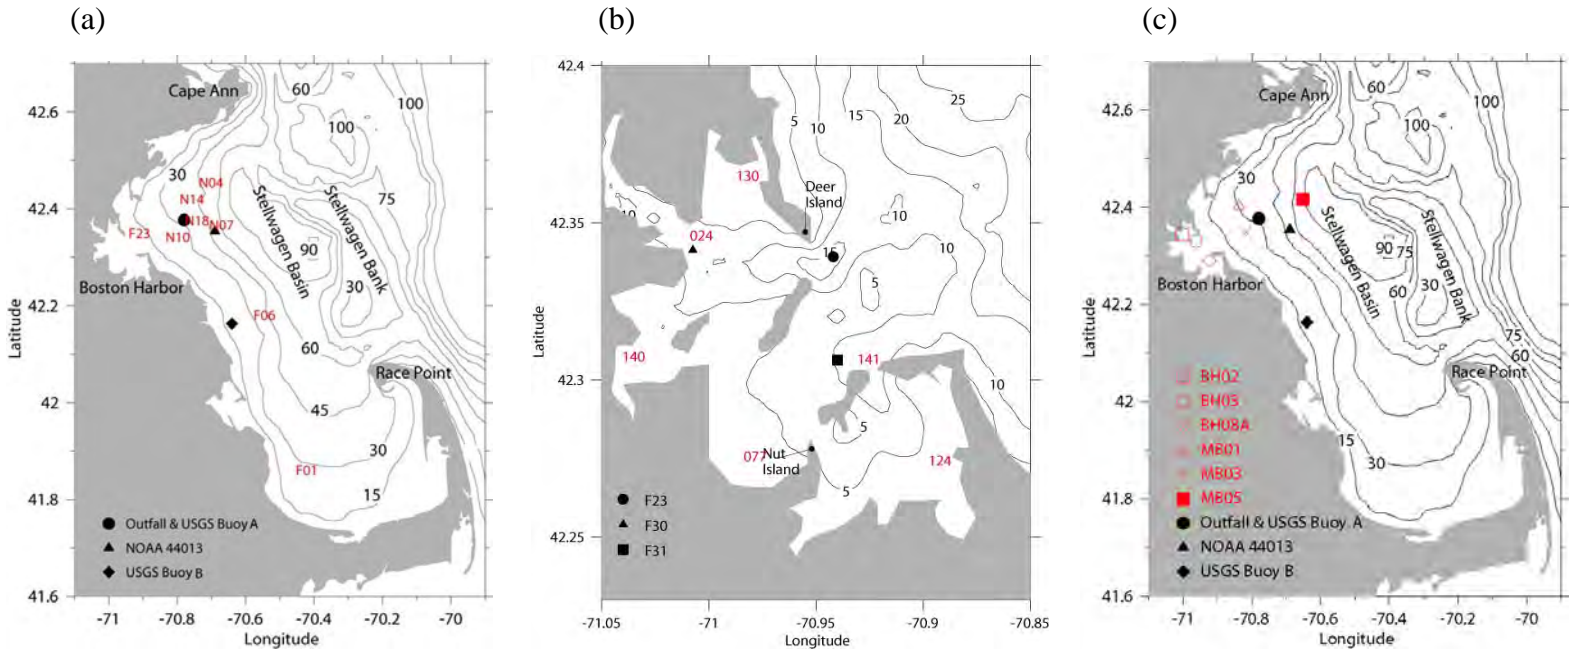 (a)
(b)
(c)
Cape Ann
60
100
100
30
N04
N14
N18
N07
N10
F23
75
Stellwagen Basin
Stellwagen Bank
90
30
Boston Harbor
F06
60
Race Point
45
30
F01
15
Outfall & USGS Buoy A
NOAA 44013
USGS Buoy B
42.6
42.4
42.2
42
41.8
41.6
Latitude
-71
-70.8
-70.6
-70.4
-70.2
-70
Longitude
42.4
42.35
42.3
42.25
Latitude
5
10
15
20
25
130
Deer
Island
10
024
10
15
10
5
140
141
10
5
077
Nut
Island
124
5
F23
F30
F31
-71.05
-71
-70.95
-70.9
-70.85
Longitude
Cape Ann
60
100
100
30
75
Stellwagen Basin
Stellwagen Bank
90
75
60
30
Boston Harbor
75
60
Race Point
15
30
BH02
BH03
BH08A
MB01
MB03
MB05
Outfall & USGS Buoy A
NOAA 44013
USGS Buoy B
42.6
42.4
42.2
42
41.8
41.6
Latitude
-71
-70.8
-70.6
-70.4
-70.2
-70
Longitude